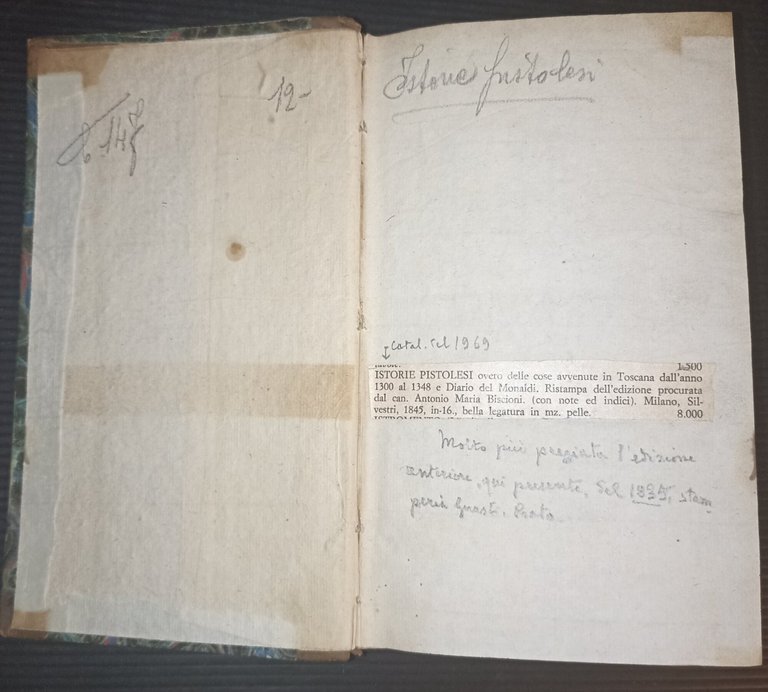 12-
Istorie Pistolesi
catal. del 1969
1.500
ISTORIE PISTOLESI overo delle cose avvenute in Toscana dall'anno
1300 al 1348 e Diario del Monaldi. Ristampa dell'edizione procurata
dal can. Antonio Maria Biscioni. (con note ed indici). Milano, Sil-
vestri, 1845, in-16., bella legatura in mz. pelle.
8.000
Molto più pregiata l'edizione
anteriore, qui presente, del 1835, stam
peria Guasti. Prato